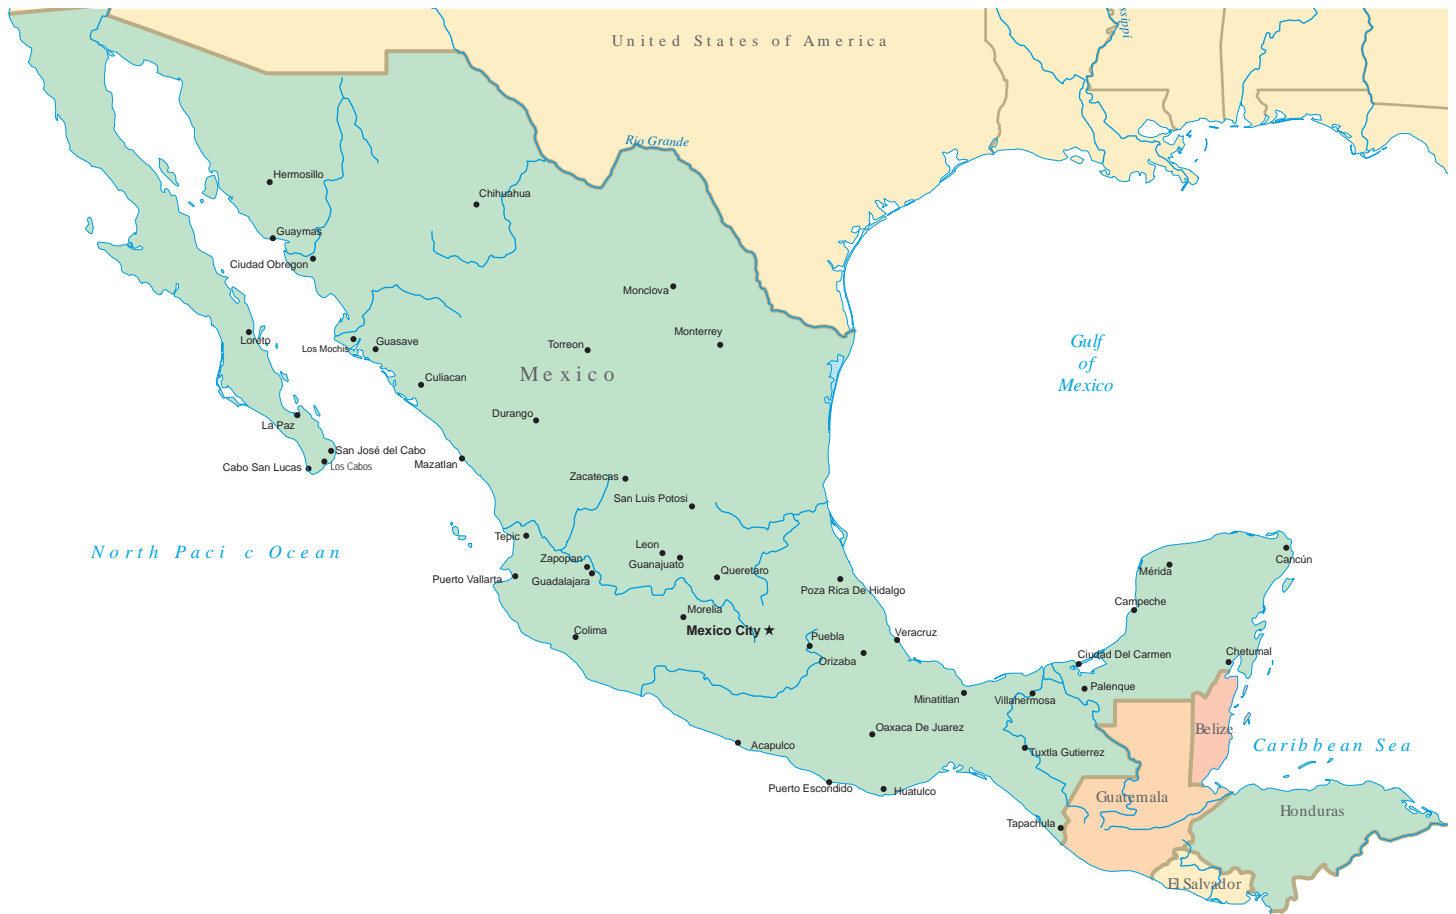 United States of America
ssippi
Rio Grande
Hermosillo
Chihuahua
Guaymas
Ciudad Obregon
Monclova
Monterrey
Loreto
Los Mochis
Guasave
Torreon
Gulf
of
Mexico
Mexico
Culiacan
Durango
La Paz
San José del Cabo
Cabo San Lucas
Los Cabos
Mazatlan
Zacatecas
San Luis Potosi
North Paci c Ocean
Tepic
Leon
Zapopan
Guanajuato
Queretaro
Puerto Vallarta
Guadalajara
Poza Rica De Hidalgo
Mérida
Cancún
Campeche
Morelia
Colima
Mexico City
Puebla
Veracruz
Orizaba
Ciudad Del Carmen
Chetumal
Palenque
Minatitlan
Villahermosa
Oaxaca De Juarez
Belize
Acapulco
Tuxtla Gutierrez
Caribbean Sea
Puerto Escondido
Huatulco
Guatemala
Honduras
Tapachula
El Salvador